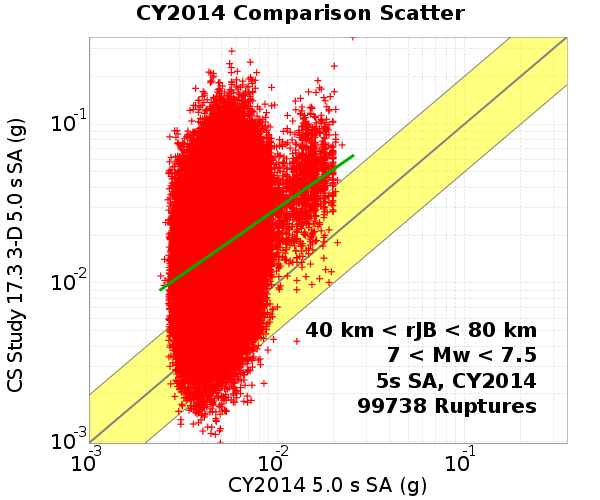 CY2014 Comparison Scatter
CS Study 17.3 3-D 5.0 s SA (g)
10-1
10-2
10-3
40 km < rJB < 80 km
7 < Mw < 7.5
5s SA, CY2014
99738 Ruptures
10-3 10-2 10-1
CY2014 5.0 s SA (g)